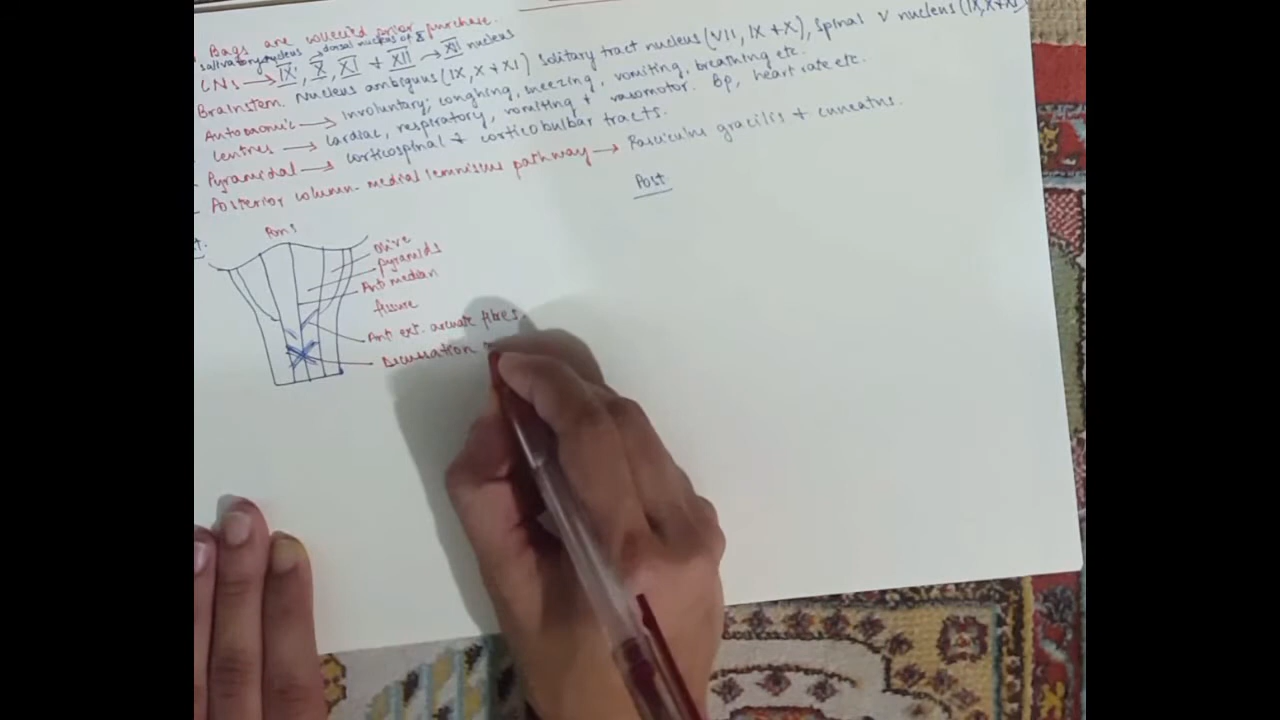 Bags are collected prior purchase.
salivatory nucleus dorsal nucleus of X
CNs → IX, X, XI + XII → XII nucleus
Brainstem. Nucleus ambiguus (IX, X + XI) Solitary tract nucleus (VII, IX + X), Spinal V nucleus (IX, X + XI)
Autonomic → Involuntary; coughing, sneezing, vomiting, breathing etc.
Centres → Cardiac, respiratory, vomiting + vasomotor. Bp, heart rate etc.
Pyramidal → corticospinal + corticobulbar tracts.
Posterior column-medial lemniscus pathway → Fasciculus gracilis + cuneatus.
Post
Pons
Olive
pyramids
Ant median
fissure
Ant ext. arcuate fibres.
Decussation